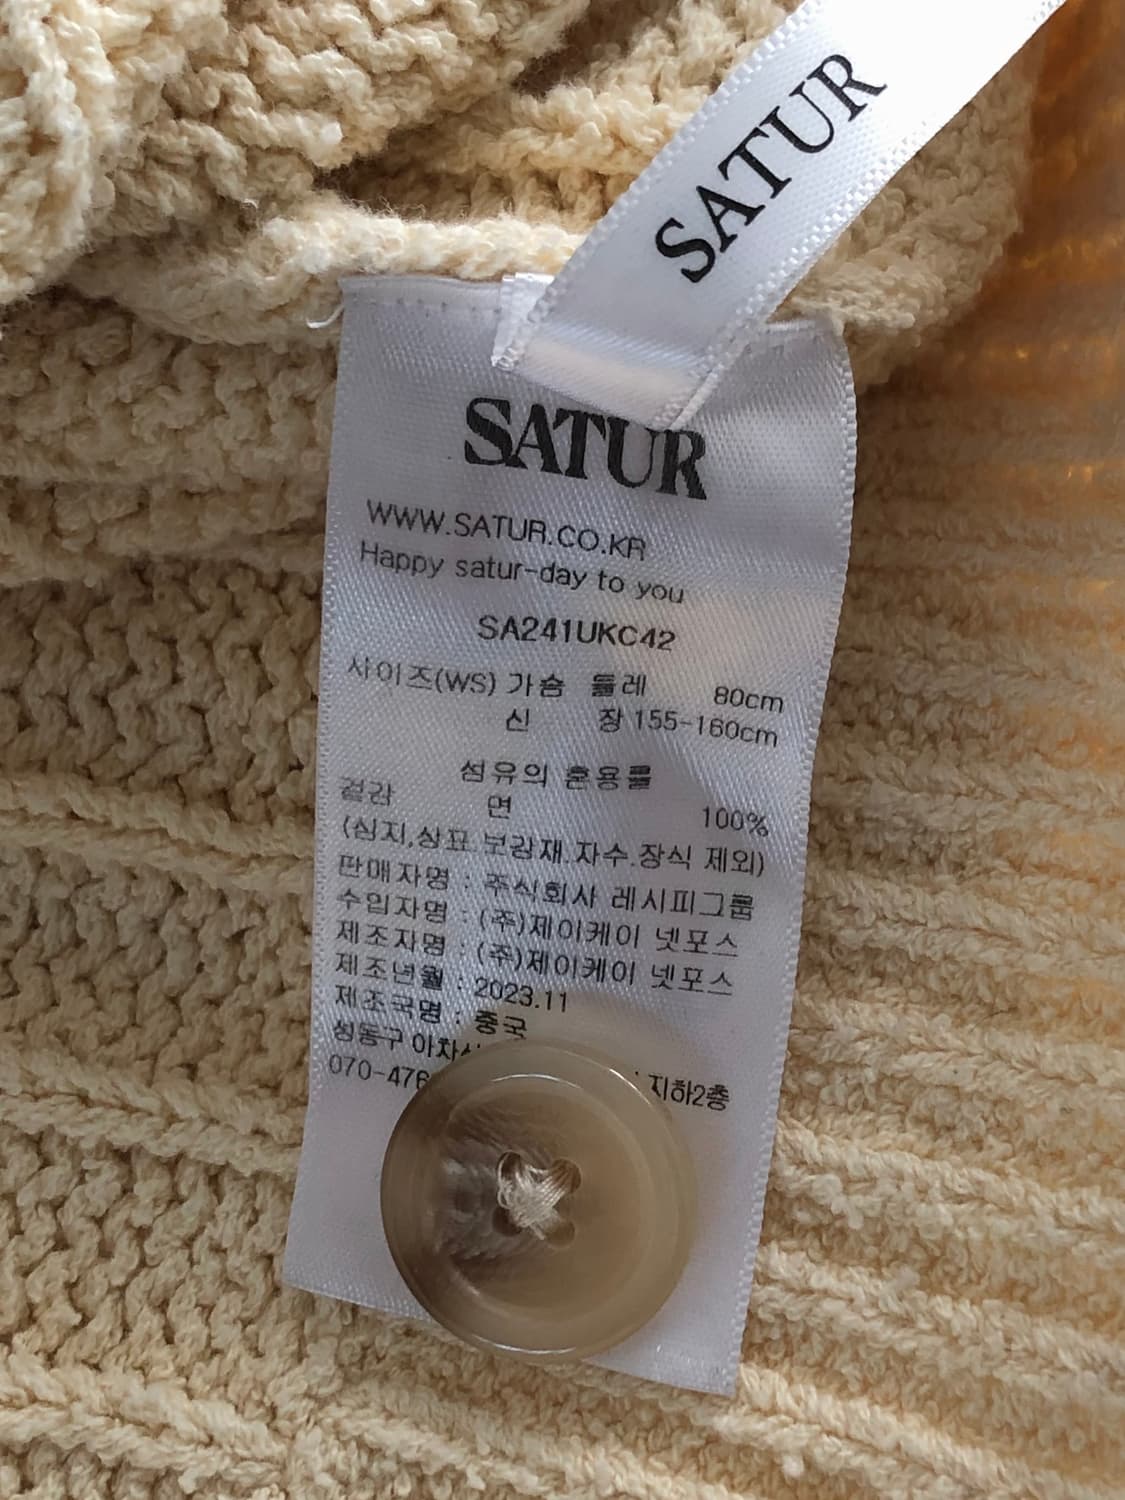 SATUR
SATUR
WWW.SATUR.CO.KR
Happy satur-day to you
SA241UKC42
사이즈(WS) 가슴 둘레 80cm
신 장 155-160cm
섬유의 혼용률
겉감 면 100%
(심지,상표.보강재.자수.장식 제외)
판매자명 : 주식회사 레시피그룹
수입자명 : (주)제이케이 넷포스
제조자명 : (주)제이케이 넷포스
제조년월 : 2023.11
제조국명 : 중국
성동구 아차 지하2층
070-476